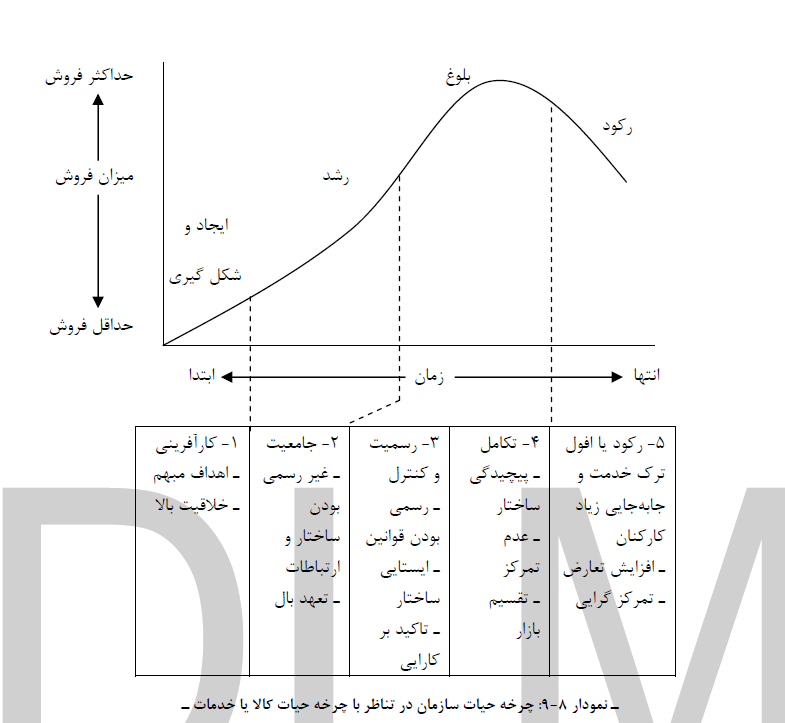 حداکثر فروش
بلوغ
رکود
میزان فروش
رشد
ایجاد و
شکل گیری
حداقل فروش
ابتدا
زمان
انتها
۱- کارآفرینی
ـ اهداف مبهم
ـ خلاقیت بالا
۲- جامعیت
ـ غیر رسمی
بودن
ساختار و
ارتباطات
ـ تعهد بال
۳- رسمیت
و کنترل
ـ رسمی
بودن قوانین
ـ ایستایی
ساختار
ـ تاکید بر
کارایی
۴- تکامل
ـ پیچیدگی
ساختار
ـ عدم
تمرکز
ـ تقسیم
بازار
۵- رکود یا افول
ترک خدمت و
جابه‌جایی زیاد
کارکنان
ـ افزایش تعارض
ـ تمرکز گرایی
ـ نمودار ۸-۹: چرخه حیات سازمان در تناظر با چرخه حیات کالا یا خدمات ـ